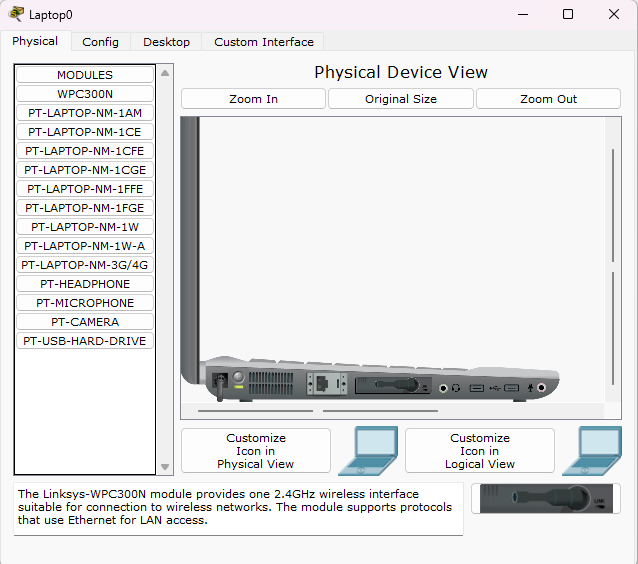 Laptop0
Physical
Config
Desktop
Custom Interface
MODULES
WPC300N
PT-LAPTOP-NM-1AM
PT-LAPTOP-NM-1CE
PT-LAPTOP-NM-1CFE
PT-LAPTOP-NM-1CGE
PT-LAPTOP-NM-1FFE
PT-LAPTOP-NM-1FGE
PT-LAPTOP-NM-1W
PT-LAPTOP-NM-1W-A
PT-LAPTOP-NM-3G/4G
PT-HEADPHONE
PT-MICROPHONE
PT-CAMERA
PT-USB-HARD-DRIVE
Physical Device View
Zoom In
Original Size
Zoom Out
Customize
Icon in
Physical View
Customize
Icon in
Logical View
The Linksys-WPC300N module provides one 2.4GHz wireless interface
suitable for connection to wireless networks. The module supports protocols
that use Ethernet for LAN access.
LINK